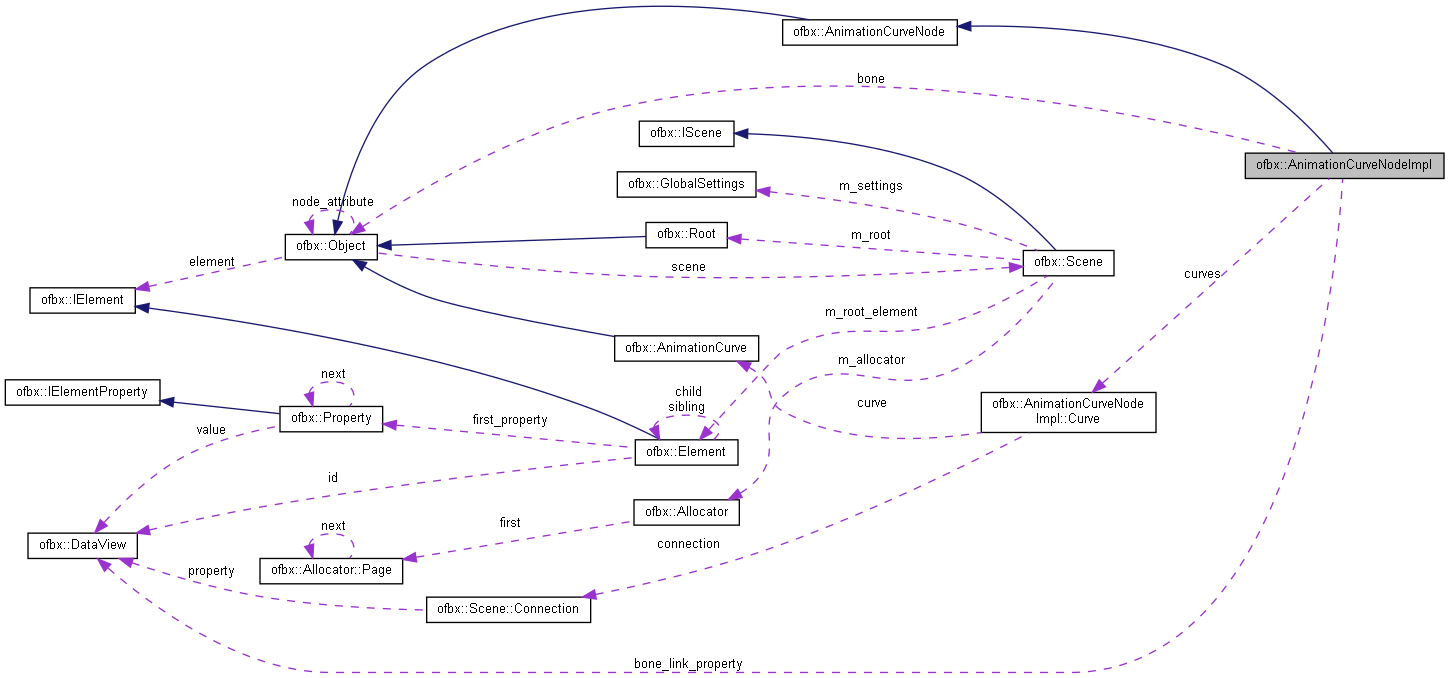 ofbx::AnimationCurveNode
bone
ofbx::IScene
ofbx::AnimationCurveNodeImpl
ofbx::GlobalSettings
m_settings
node_attribute
ofbx::Root
m_root
ofbx::Object
element
scene
ofbx::Scene
curves
ofbx::IElement
m_root_element
ofbx::AnimationCurve
m_allocator
next
ofbx::IElementProperty
child
sibling
curve
ofbx::AnimationCurveNode
Impl::Curve
ofbx::Property
first_property
value
ofbx::Element
id
ofbx::Allocator
first
next
ofbx::DataView
connection
property
ofbx::Allocator::Page
ofbx::Scene::Connection
bone_link_property